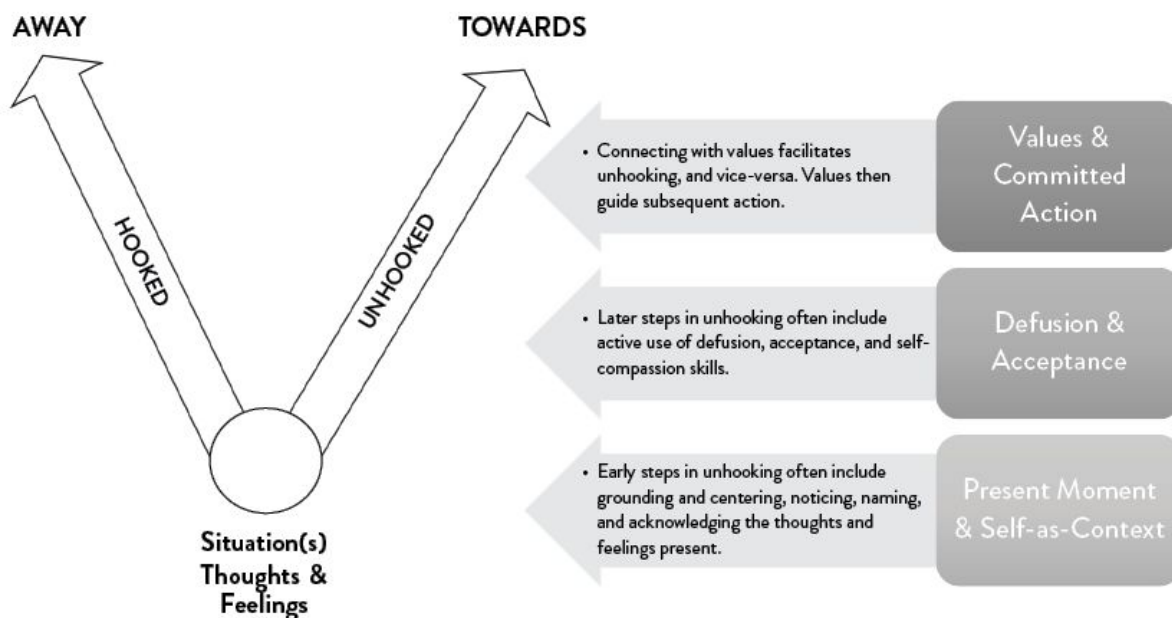 AWAY
TOWARDS
HOOKED
UNHOOKED
Situation(s)
Thoughts &
Feelings
• Connecting with values facilitates
unhooking, and vice-versa. Values then
guide subsequent action.
Values &
Committed
Action
• Later steps in unhooking often include
active use of defusion, acceptance, and self-
compassion skills.
Defusion &
Acceptance
• Early steps in unhooking often include
grounding and centering, noticing, naming,
and acknowledging the thoughts and
feelings present.
Present Moment
& Self-as-Context